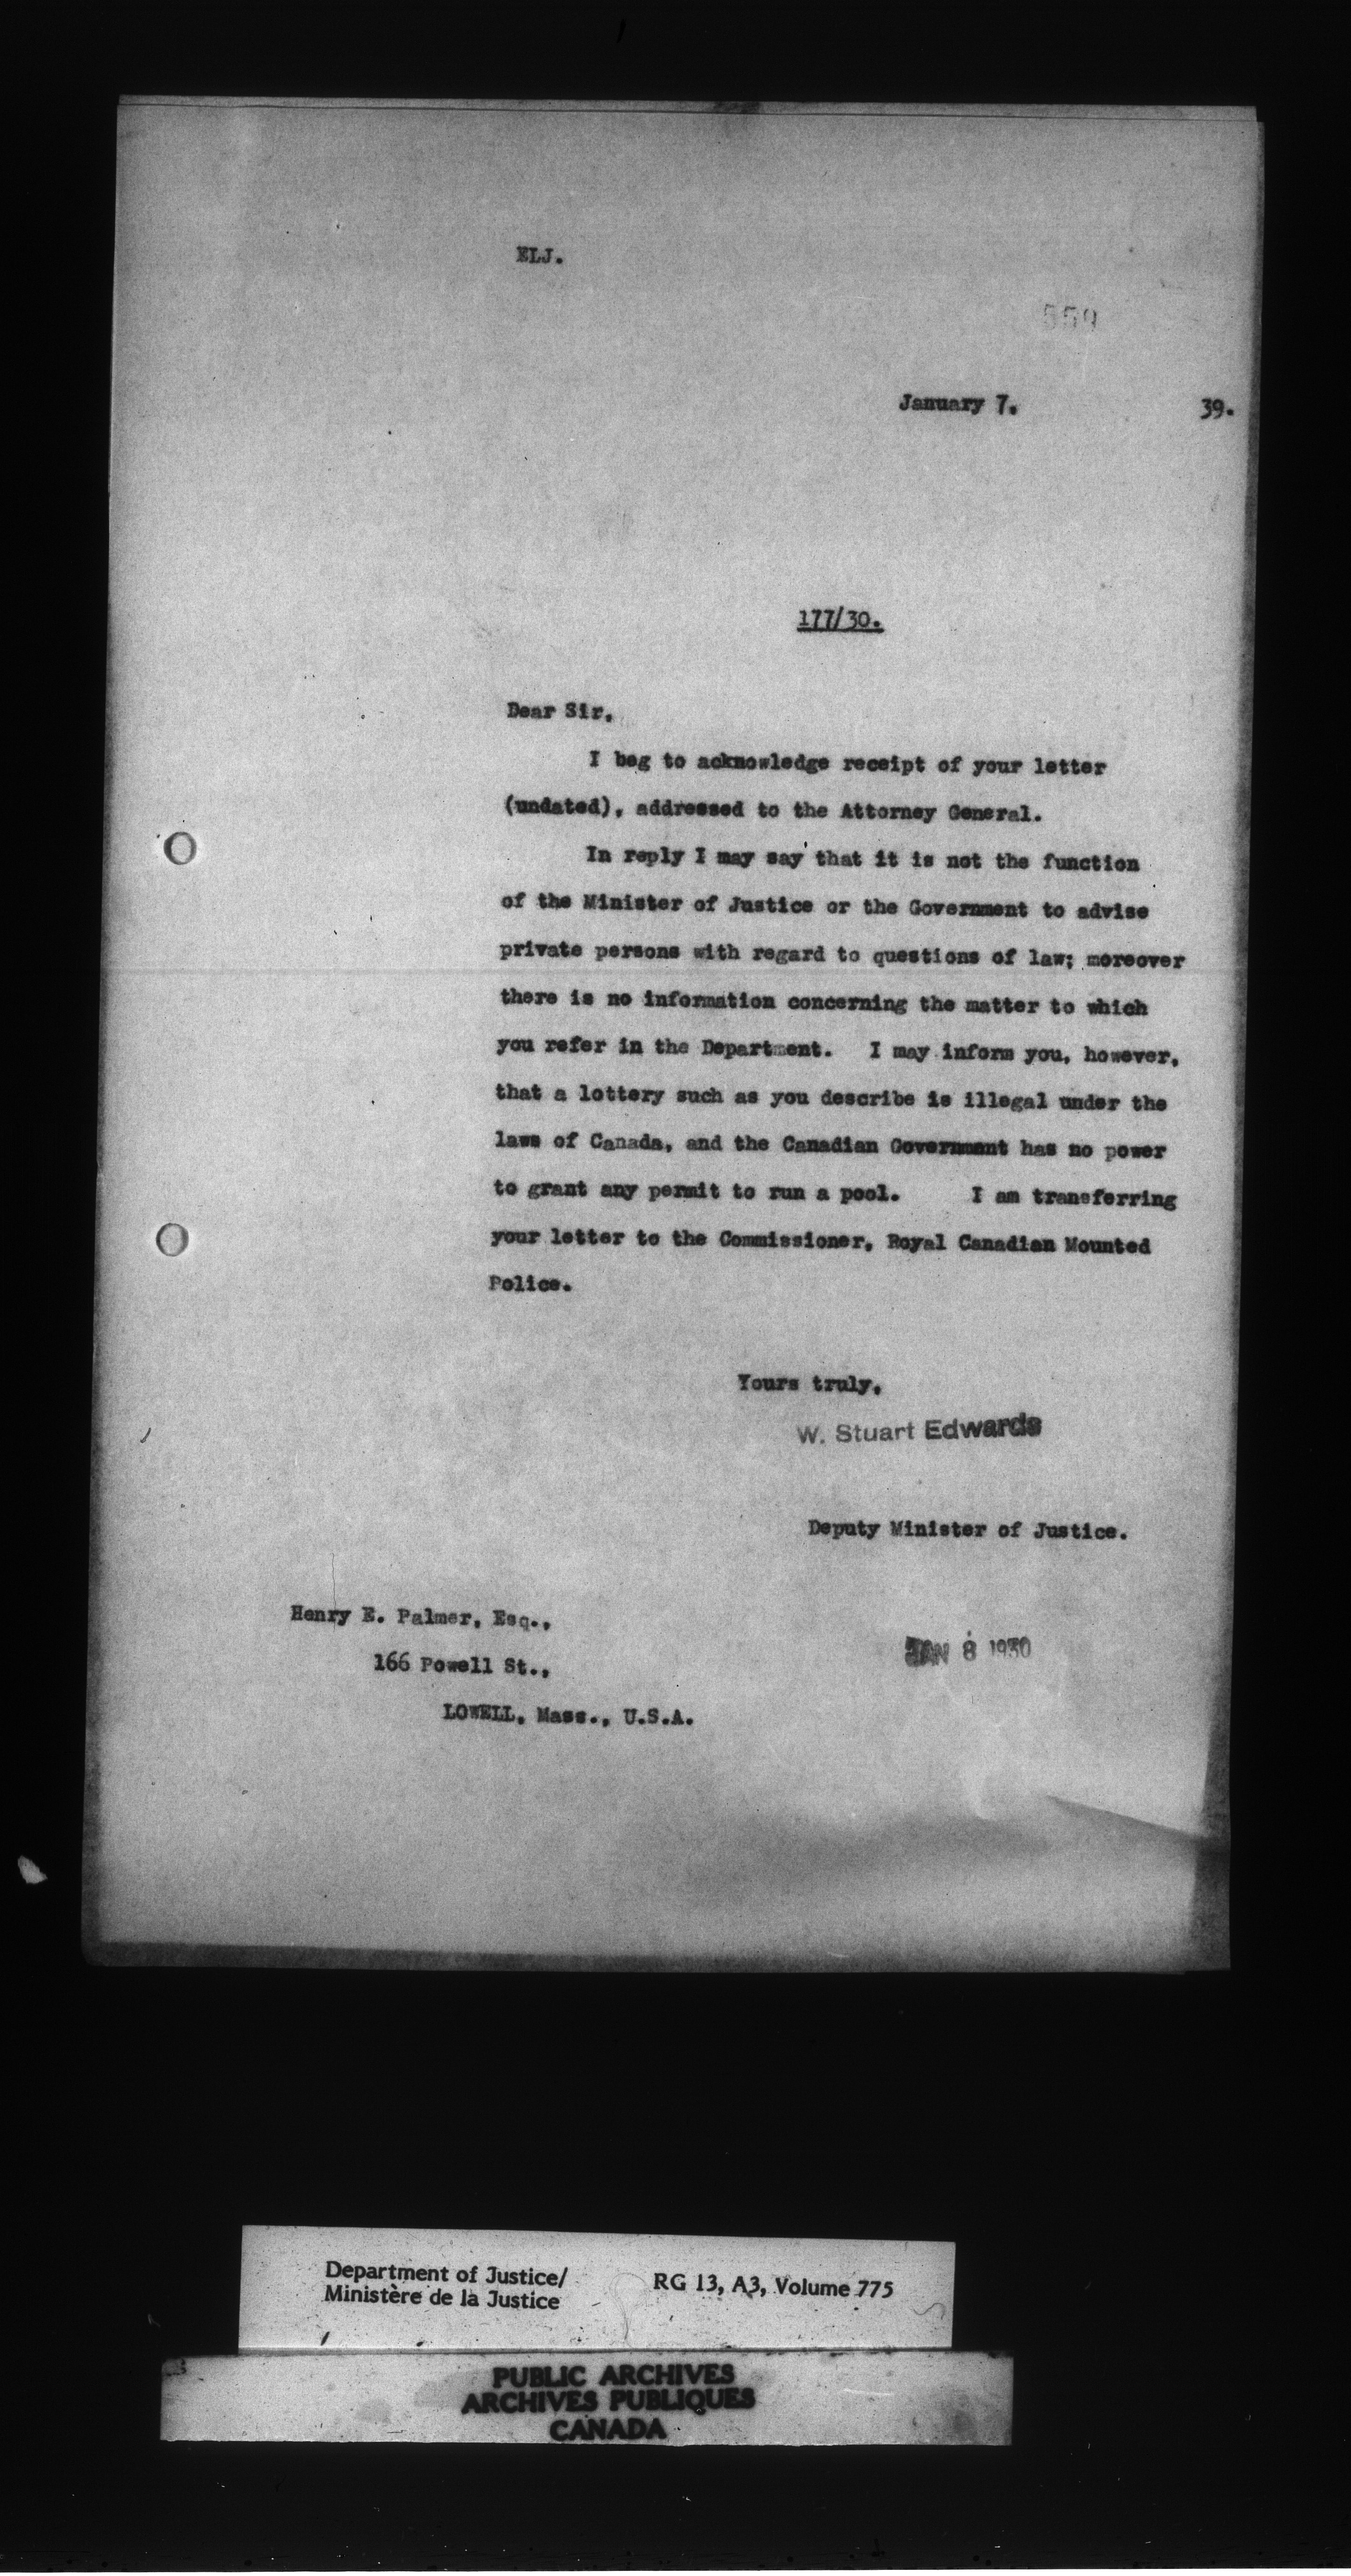 ELJ.
559
January 7. 39.
177/30.
Dear Sir,
I beg to acknowledge receipt of your letter
(undated), addressed to the Attorney General.
In reply I may say that it is not the function
of the Minister of Justice or the Government to advise
private persons with regard to questions of law; moreover
there is no information concerning the matter to which
you refer in the Department. I may inform you, however,
that a lottery such as you describe is illegal under the
laws of Canada, and the Canadian Government has no power
to grant any permit to run a pool. I am transferring
your letter to the Commissioner, Royal Canadian Mounted
Police.
Yours truly,
W. Stuart Edwards
Deputy Minister of Justice.
Henry E. Palmer, Esq.,
JAN 8 1930
166 Powell St.,
LOWELL, Mass., U.S.A.
Department of Justice/ RG 13, A3, Volume 775
Ministère de la Justice
PUBLIC ARCHIVES
ARCHIVES PUBLIQUES
CANADA